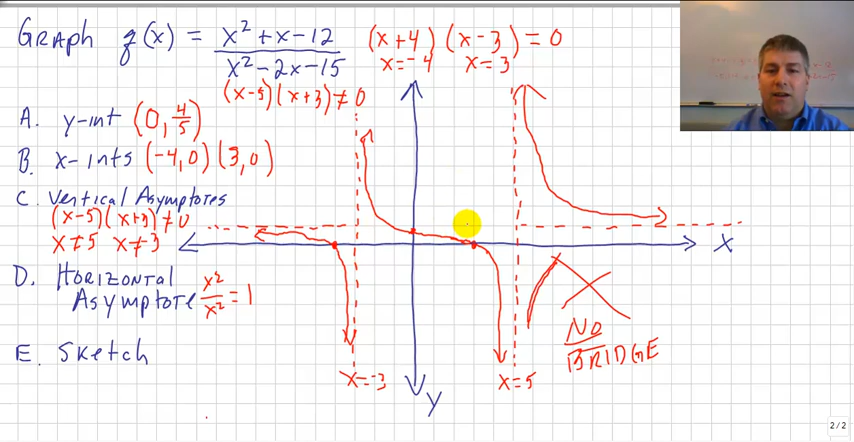 GRAPH f(x) = x² + x - 12 / x² - 2x - 15 (x+4)(x-3) = 0
x = -4 x = 3
(x-5)(x+3) ≠ 0
A. y-int (0, 4/5)
B. x-ints (-4,0) (3,0)
C. Vertical Asymptotes
(x-5)(x+3) ≠ 0
x ≠ 5 x ≠ -3
X
D. HORIZONTAL
ASymptote x²/x² = 1
NO
BRIDGE
E. Sketch
x = -3
x = 5
y
2/2